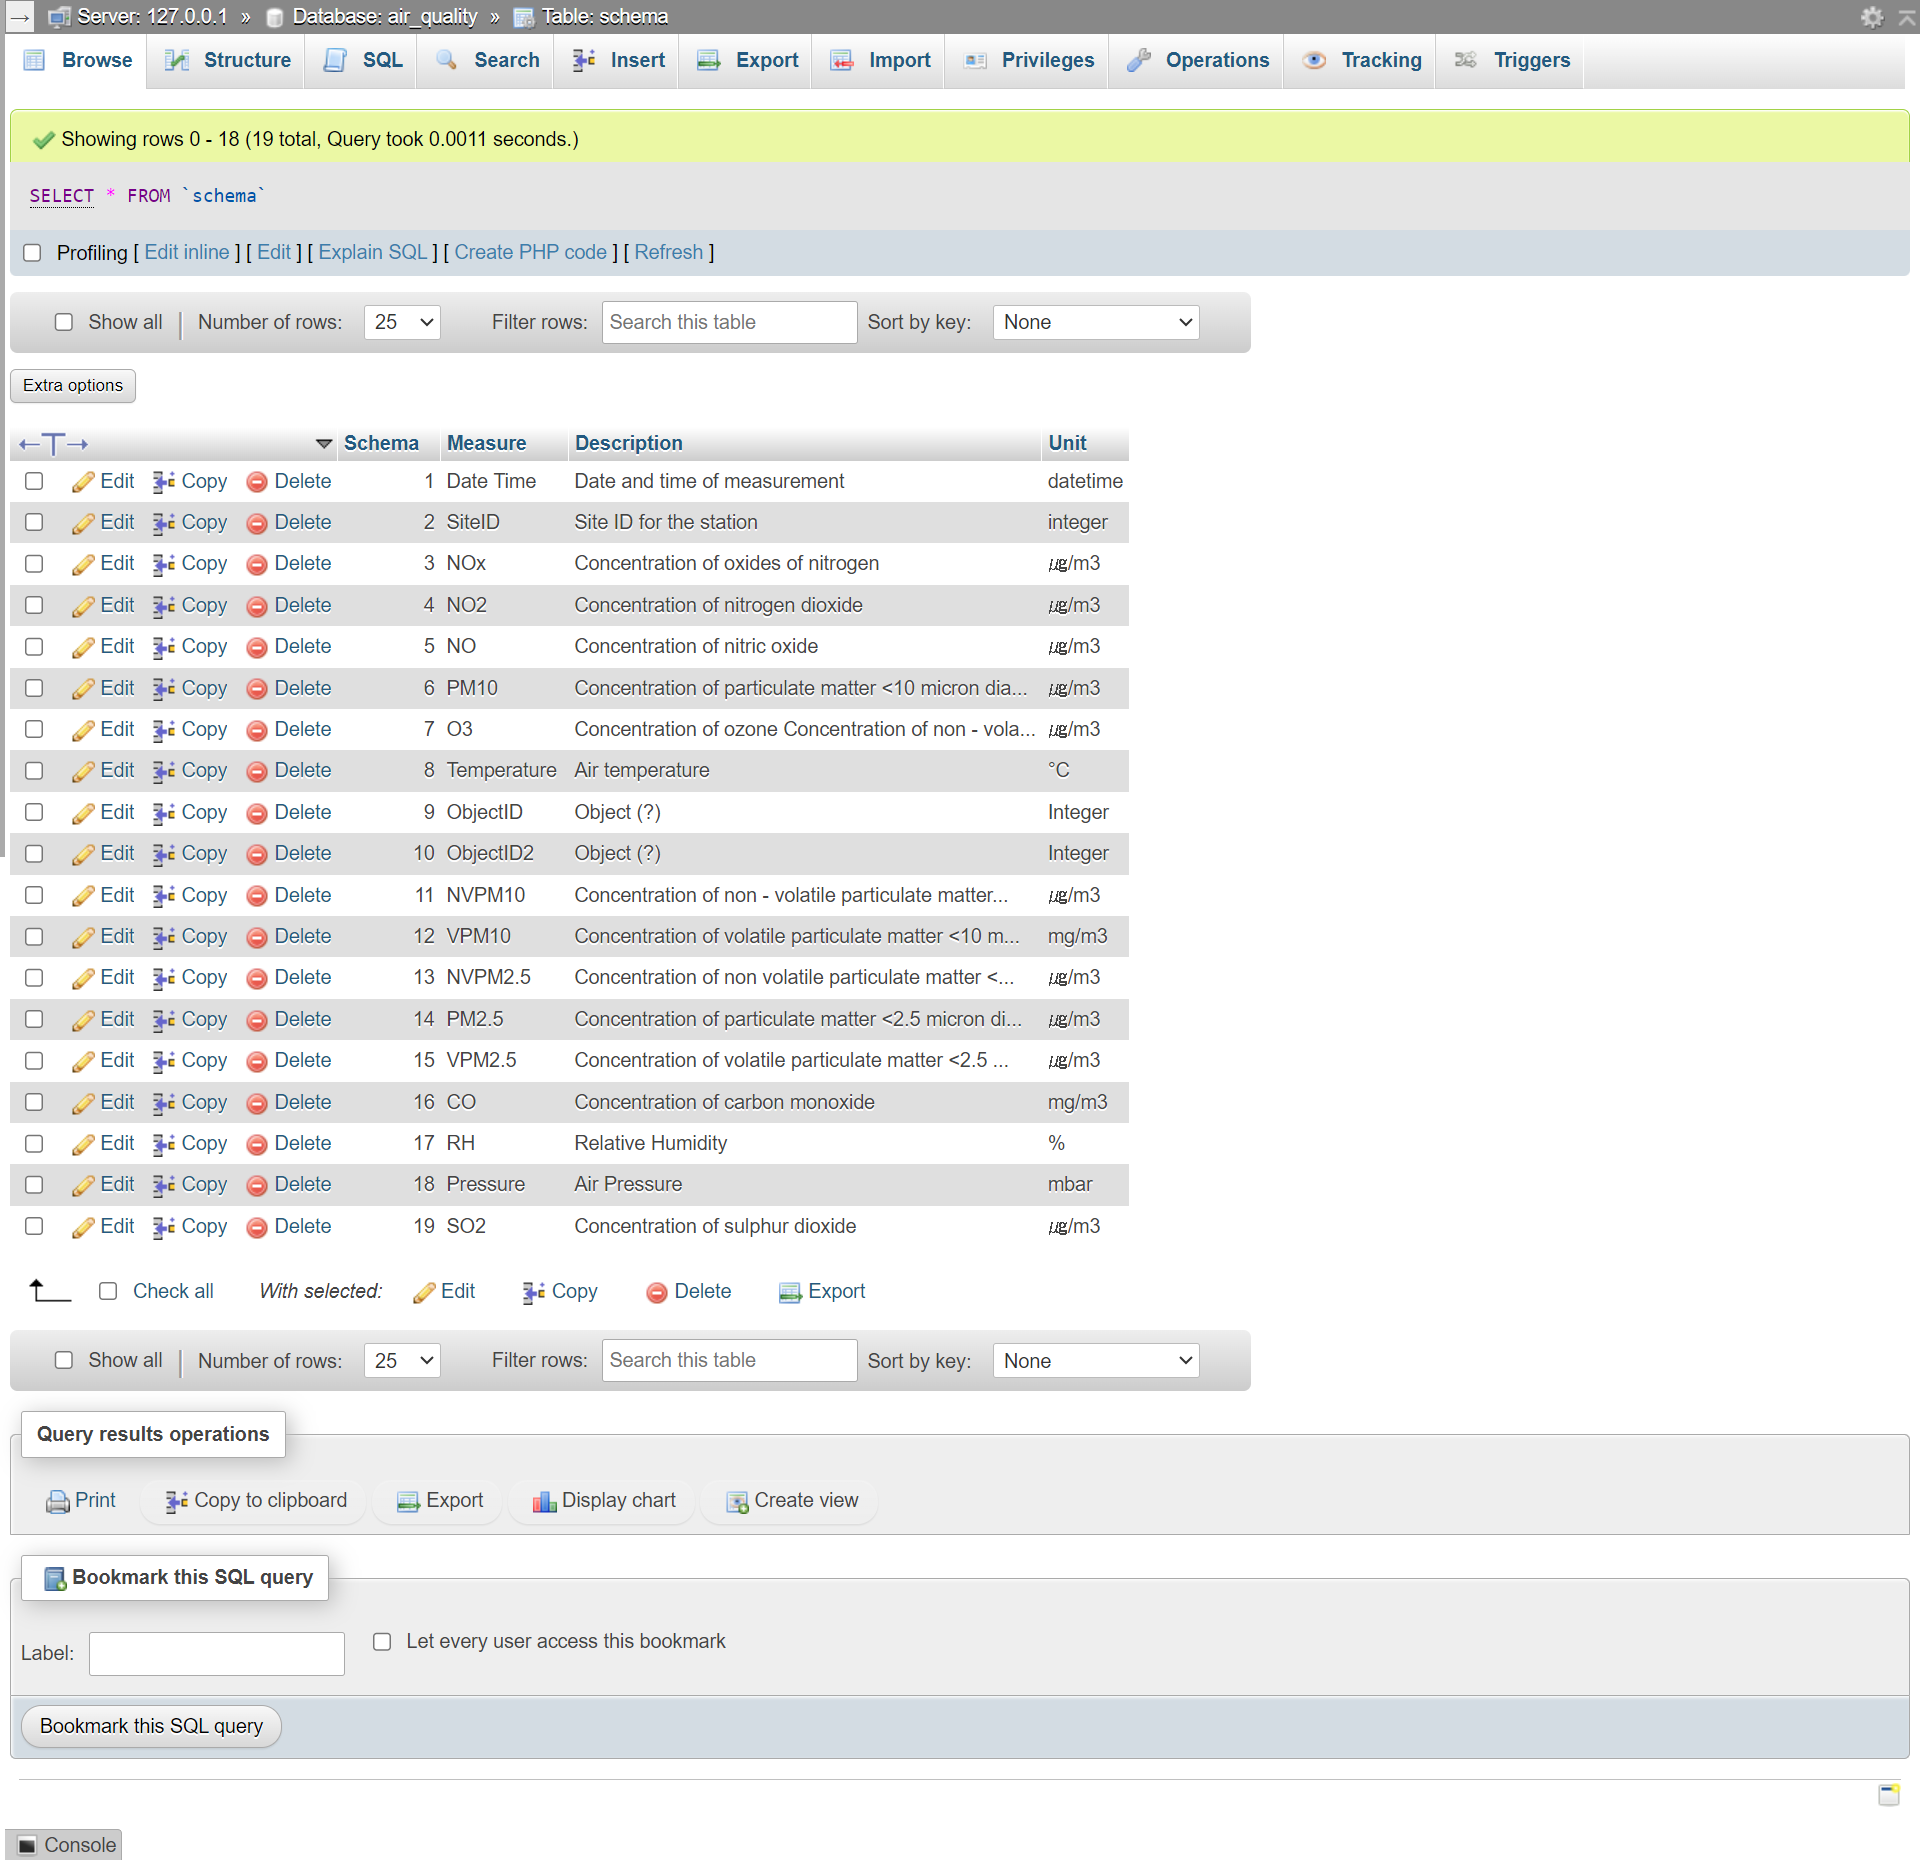 Server: 127.0.0.1 » Database: air_quality » Table: schema
Browse Structure SQL Search Insert Export Import Privileges Operations Tracking Triggers
Showing rows 0 - 18 (19 total, Query took 0.0011 seconds.)
SELECT * FROM `schema`
Profiling [ Edit inline ] [ Edit ] [ Explain SQL ] [ Create PHP code ] [ Refresh ]
Show all | Number of rows: 25 Filter rows: Search this table Sort by key: None
Extra options
←T→ Schema Measure Description Unit
Edit Copy Delete 1 Date Time Date and time of measurement datetime
Edit Copy Delete 2 SiteID Site ID for the station integer
Edit Copy Delete 3 NOx Concentration of oxides of nitrogen ㎍/m3
Edit Copy Delete 4 NO2 Concentration of nitrogen dioxide ㎍/m3
Edit Copy Delete 5 NO Concentration of nitric oxide ㎍/m3
Edit Copy Delete 6 PM10 Concentration of particulate matter <10 micron dia... ㎍/m3
Edit Copy Delete 7 O3 Concentration of ozone Concentration of non - vola... ㎍/m3
Edit Copy Delete 8 Temperature Air temperature °C
Edit Copy Delete 9 ObjectID Object (?) Integer
Edit Copy Delete 10 ObjectID2 Object (?) Integer
Edit Copy Delete 11 NVPM10 Concentration of non - volatile particulate matter... ㎍/m3
Edit Copy Delete 12 VPM10 Concentration of volatile particulate matter <10 m... mg/m3
Edit Copy Delete 13 NVPM2.5 Concentration of non volatile particulate matter <... ㎍/m3
Edit Copy Delete 14 PM2.5 Concentration of particulate matter <2.5 micron di... ㎍/m3
Edit Copy Delete 15 VPM2.5 Concentration of volatile particulate matter <2.5 ... ㎍/m3
Edit Copy Delete 16 CO Concentration of carbon monoxide mg/m3
Edit Copy Delete 17 RH Relative Humidity %
Edit Copy Delete 18 Pressure Air Pressure mbar
Edit Copy Delete 19 SO2 Concentration of sulphur dioxide ㎍/m3
Check all With selected: Edit Copy Delete Export
Show all | Number of rows: 25 Filter rows: Search this table Sort by key: None
Query results operations
Print Copy to clipboard Export Display chart Create view
Bookmark this SQL query
Label: Let every user access this bookmark
Bookmark this SQL query
Console